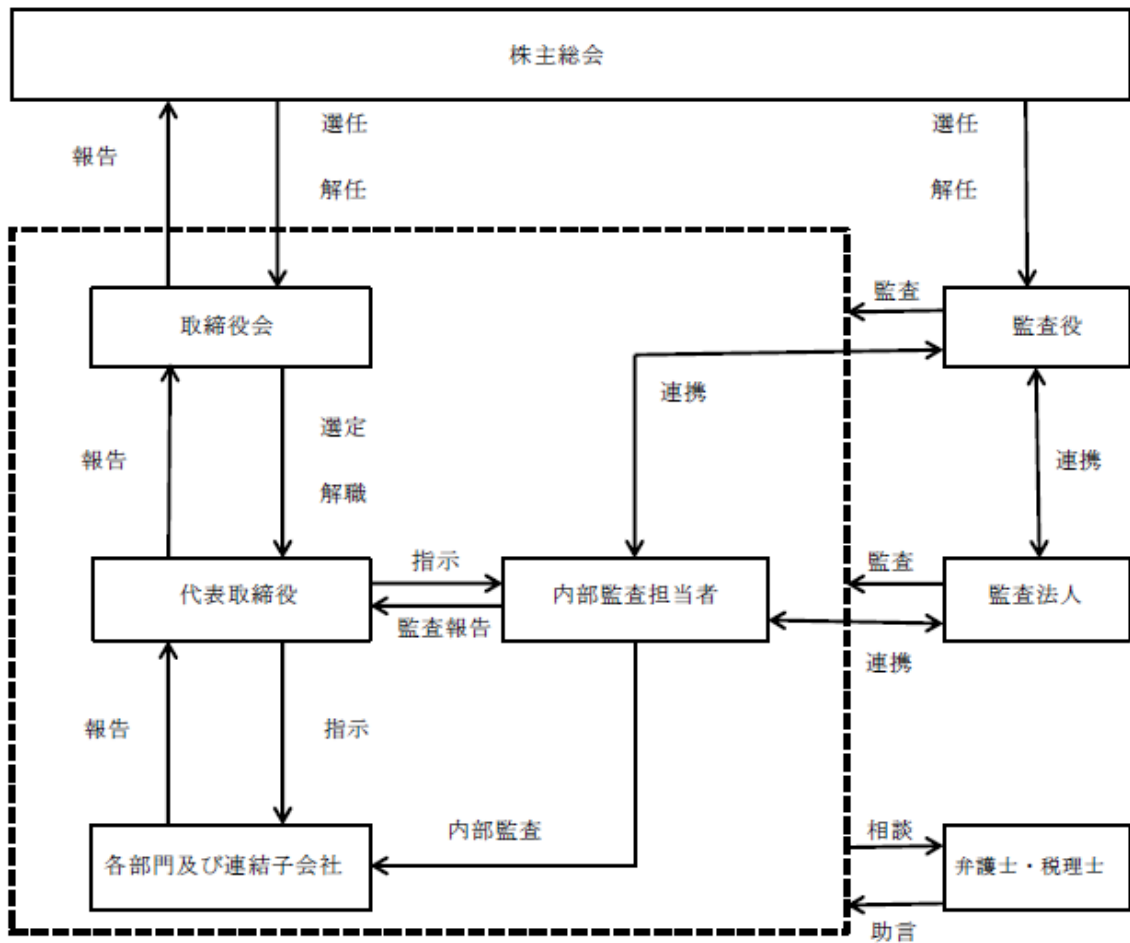 株主総会
報告
選任
解任
選任
解任
取締役会
監査
監査役
連携
報告
選定
解職
連携
代表取締役
指示
監査報告
内部監査担当者
監査
監査法人
連携
報告
指示
内部監査
各部門及び連結子会社
相談
弁護士・税理士
助言